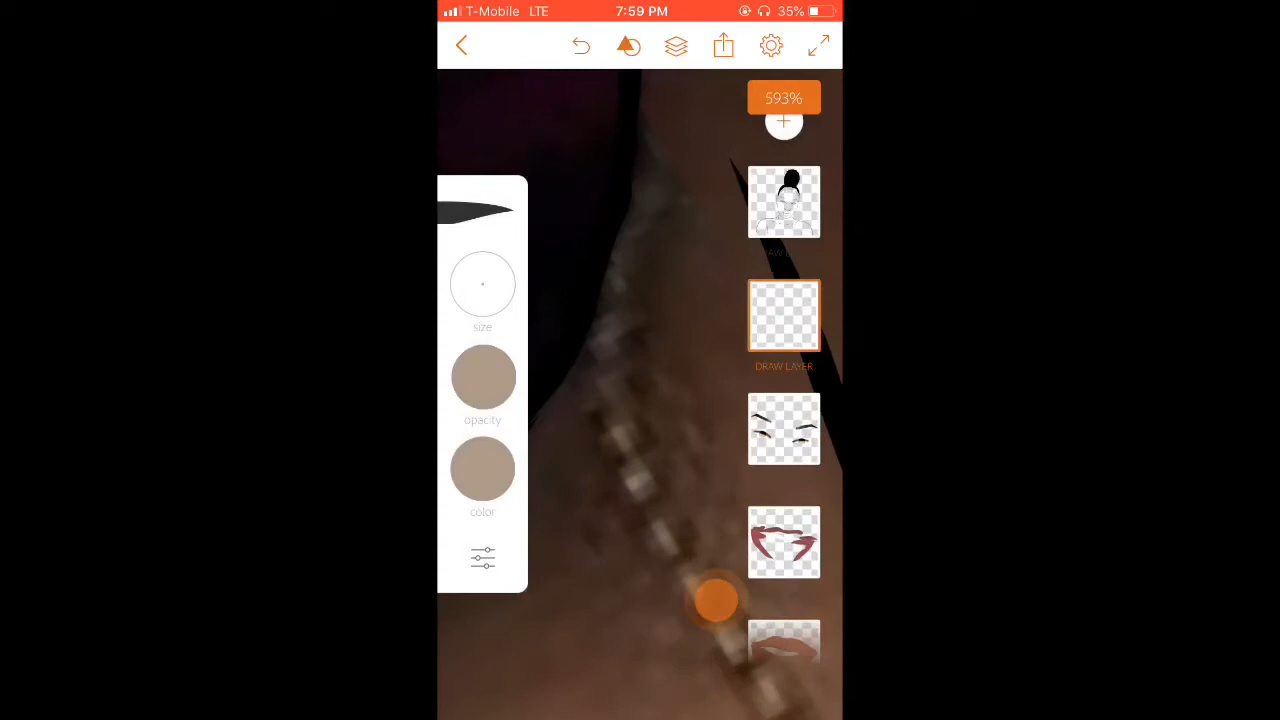 T-Mobile LTE 7:59 PM 35%
593%
size
DRAW LAYER
opacity
color